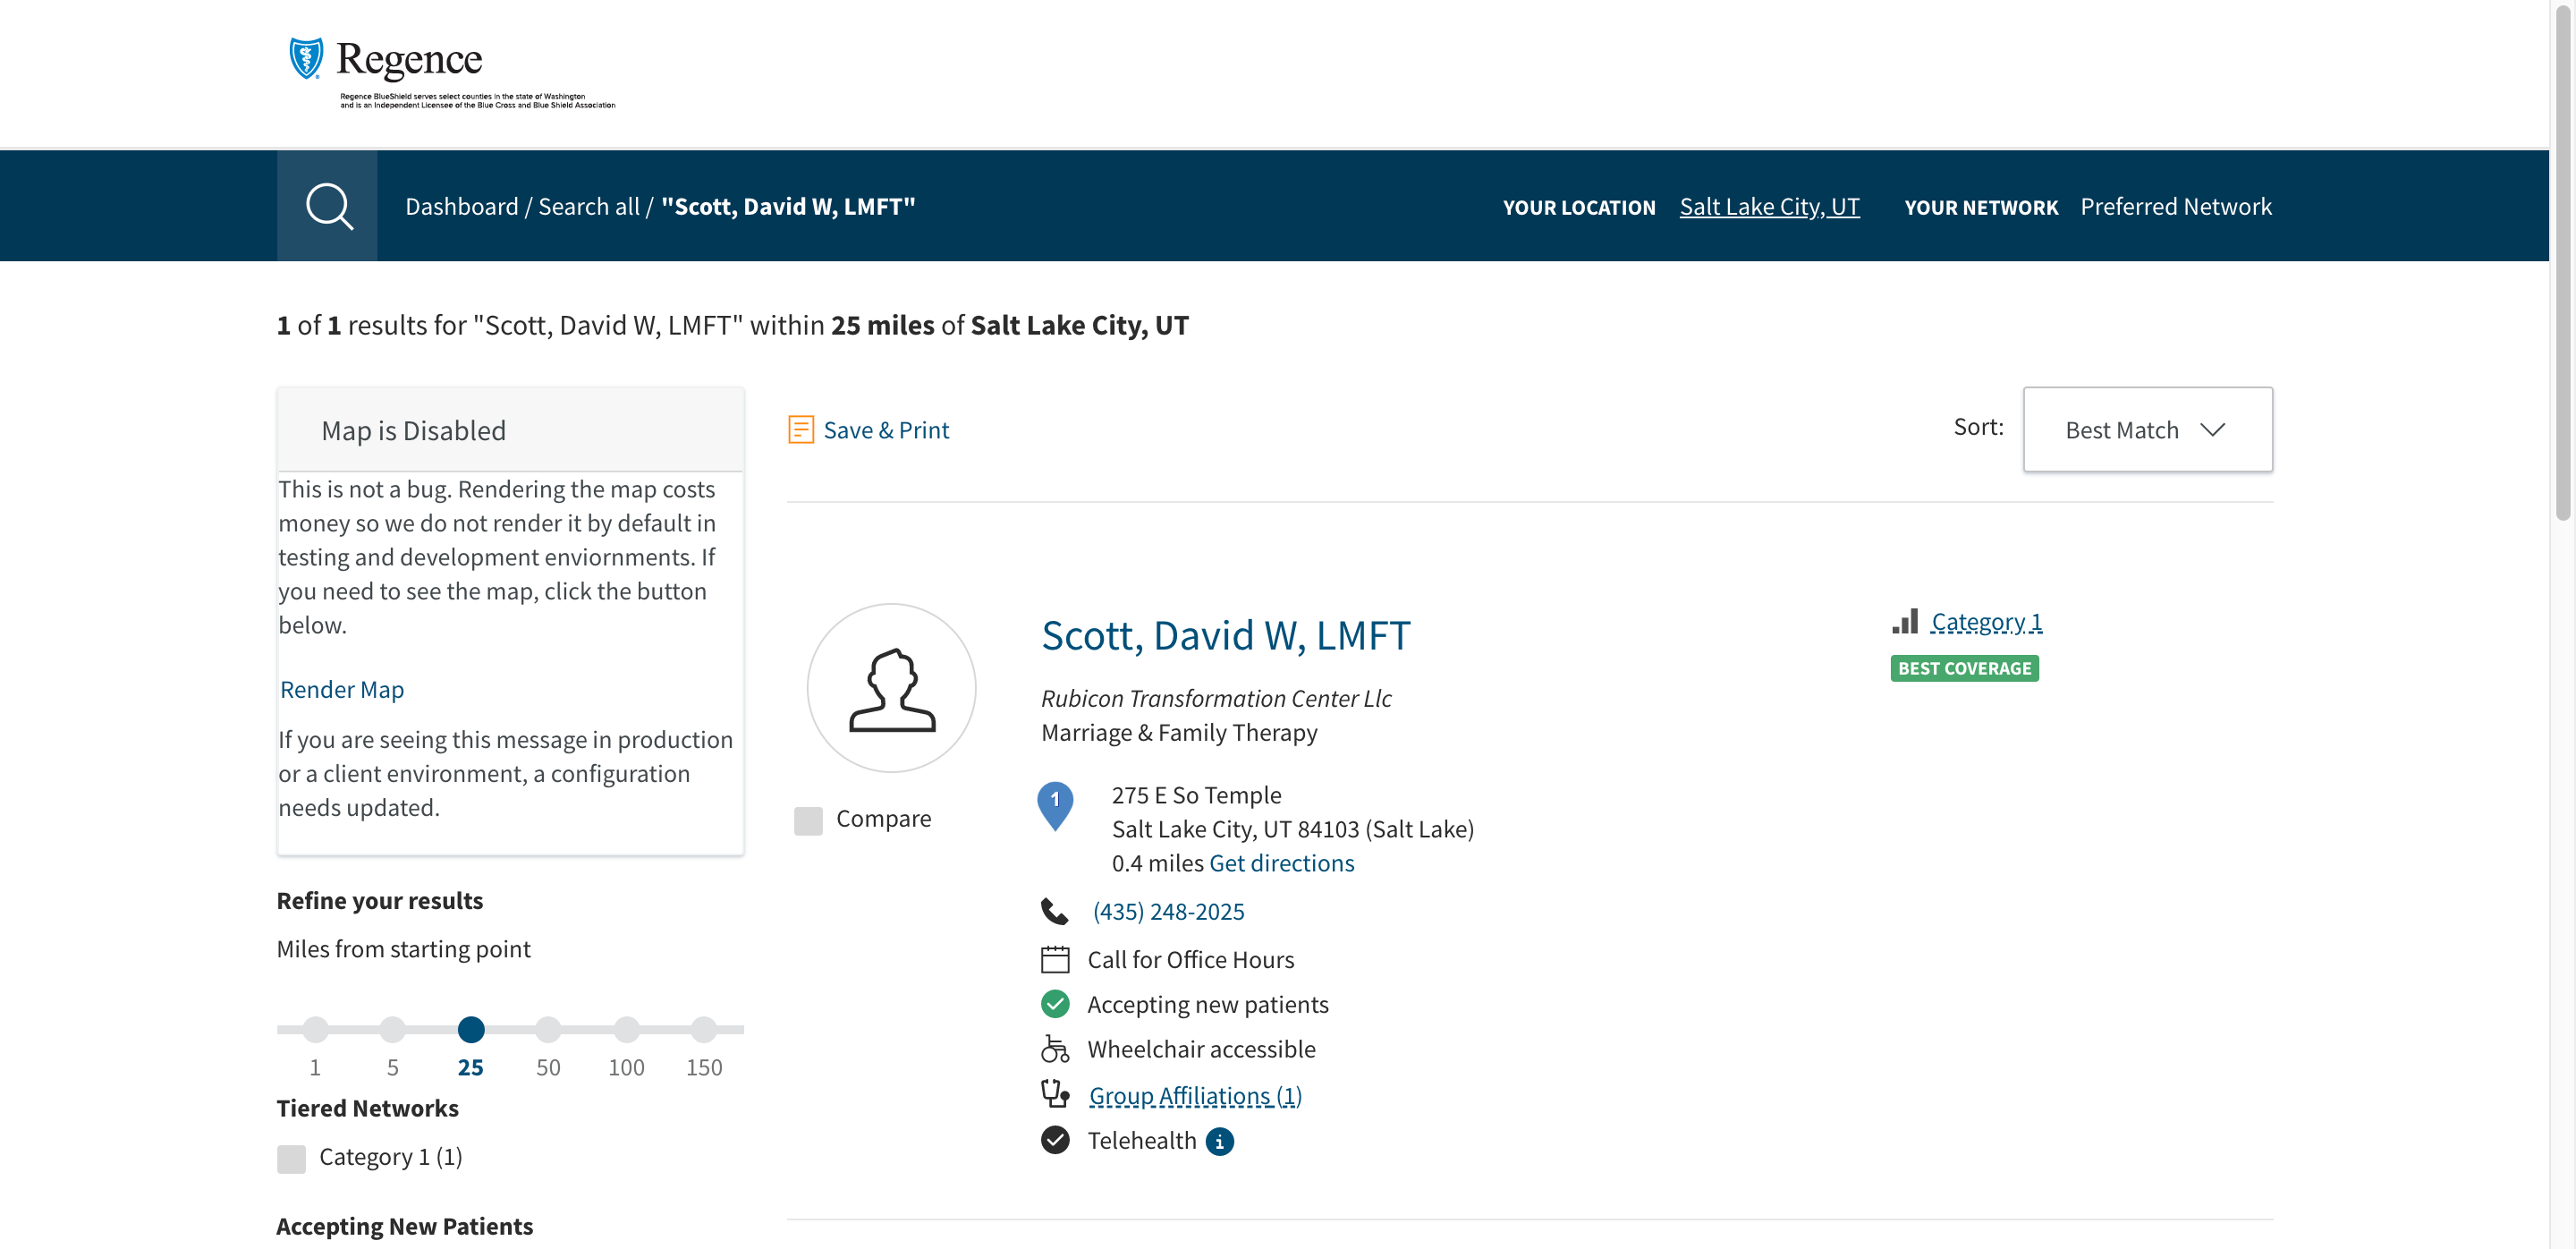 Regence
Regence BlueShield serves select counties in the state of Washington
and is an Independent Licensee of the Blue Cross and Blue Shield Association
Dashboard / Search all / "Scott, David W, LMFT"
YOUR LOCATION Salt Lake City, UT YOUR NETWORK Preferred Network
1 of 1 results for "Scott, David W, LMFT" within 25 miles of Salt Lake City, UT
Map is Disabled
This is not a bug. Rendering the map costs
money so we do not render it by default in
testing and development enviornments. If
you need to see the map, click the button
below.
Render Map
If you are seeing this message in production
or a client environment, a configuration
needs updated.
Refine your results
Miles from starting point
1 5 25 50 100 150
Tiered Networks
Category 1 (1)
Accepting New Patients
Save & Print
Sort: Best Match
Scott, David W, LMFT
Category 1
BEST COVERAGE
Rubicon Transformation Center Llc
Marriage & Family Therapy
Compare
1
275 E So Temple
Salt Lake City, UT 84103 (Salt Lake)
0.4 miles Get directions
(435) 248-2025
Call for Office Hours
Accepting new patients
Wheelchair accessible
Group Affiliations (1)
Telehealth i